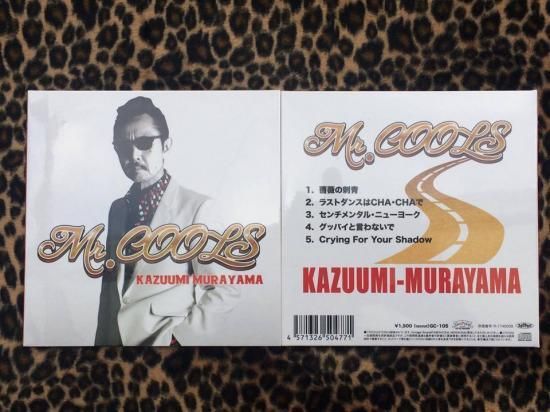 Mr. COOLS
KAZUUMI MURAYAMA
Mr. COOLS
1. 薔薇の刺青
2. ラストダンスはCHA・CHAで
3. センチメンタル・ニューヨーク
4. グッバイと言わないで
5. Crying For Your Shadow
KAZUUMI-MURAYAMA
¥1,500 GC-105
4 571326 504771